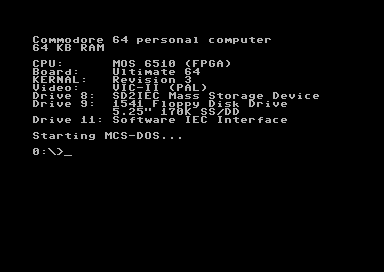 Commodore 64 personal computer
64 KB RAM
CPU: MOS 6510 (FPGA)
Board: Ultimate 64
KERNAL: Revision 3
Video: VIC-II (PAL)
Drive 8: SD2IEC Mass Storage Device
Drive 9: 1541 Floppy Disk Drive
5.25" 170K SS/DD
Drive 11: Software IEC Interface
Starting MCS-DOS...
0:\>_